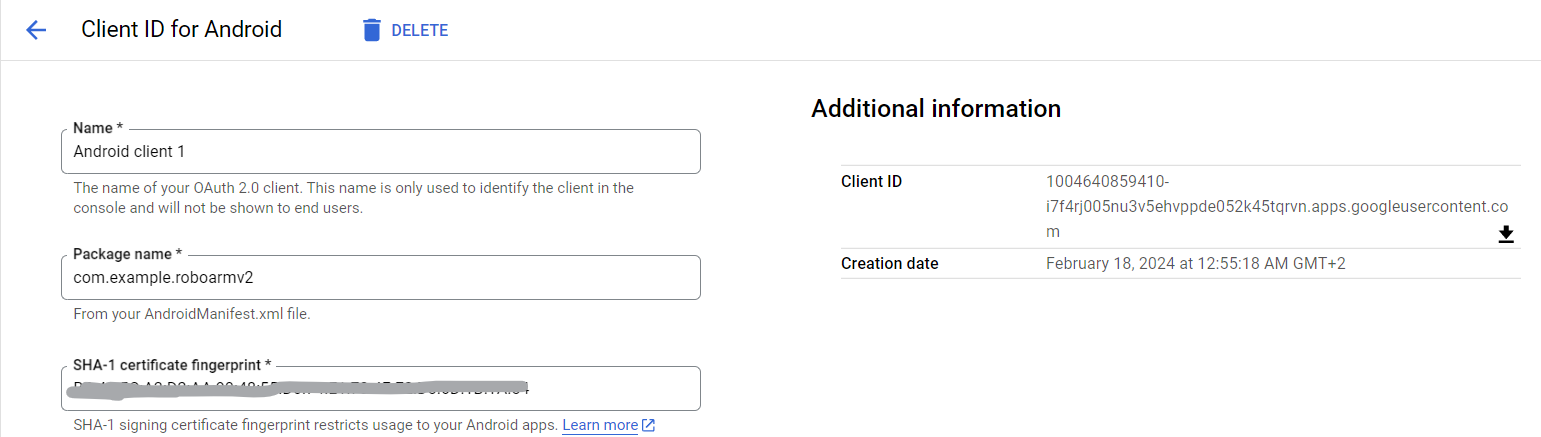 Client ID for Android
DELETE
Name *
Android client 1
The name of your OAuth 2.0 client. This name is only used to identify the client in the
console and will not be shown to end users.
Package name *
com.example.roboarmv2
From your AndroidManifest.xml file.
SHA-1 certificate fingerprint *
SHA-1 signing certificate fingerprint restricts usage to your Android apps. Learn more
Additional information
Client ID
1004640859410-
i7f4rj005nu3v5ehvppde052k45tqrvn.apps.googleusercontent.co
m
Creation date
February 18, 2024 at 12:55:18 AM GMT+2